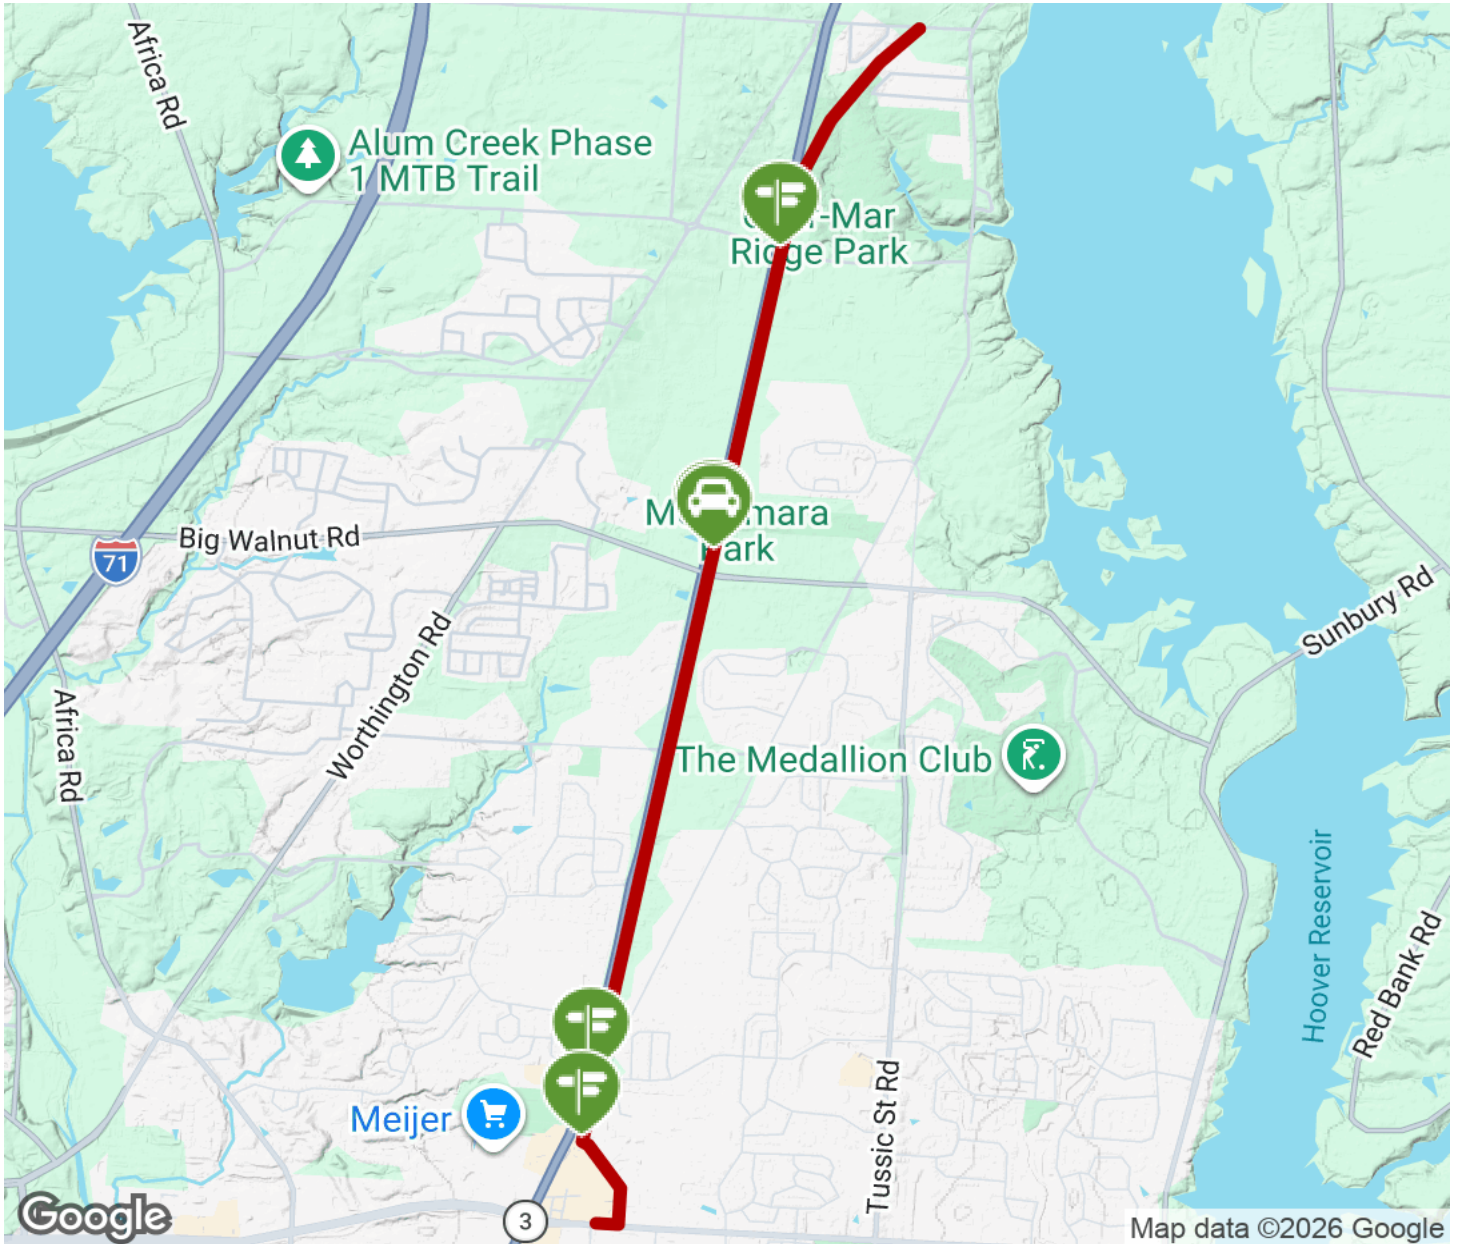 Africa Rd
Alum Creek Phase
1 MTB Trail
-Mar
Ridge Park
Park
Big Walnut Rd
71
Sunbury Rd
Worthington Rd
Africa Rd
The Medallion Club
Hoover Reservoir
Red Bank Rd
Tussic St Rd
Meijer
3
Google
Map data ©2026 Google